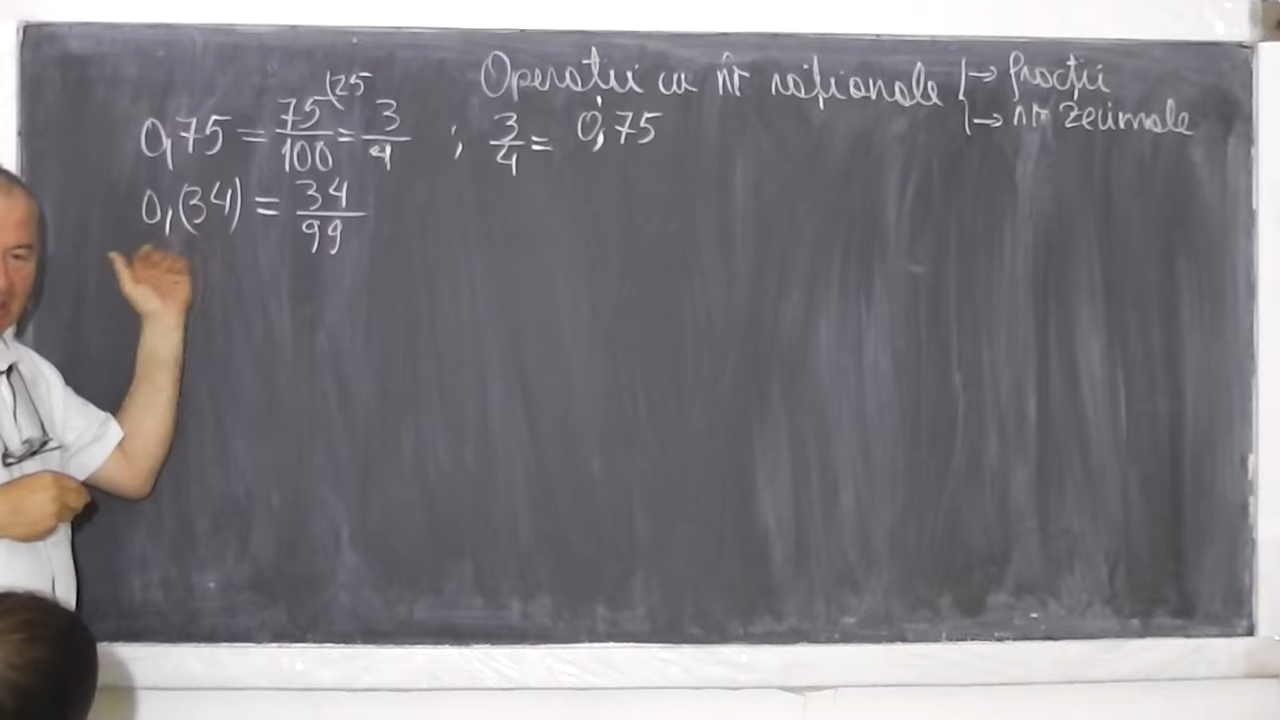 Operații cu nr raționale → fracții
→ nr zecimale
0,75 = 75/100 (25 = 3/4 ; 3/4 = 0,75
0,(34) = 34/99